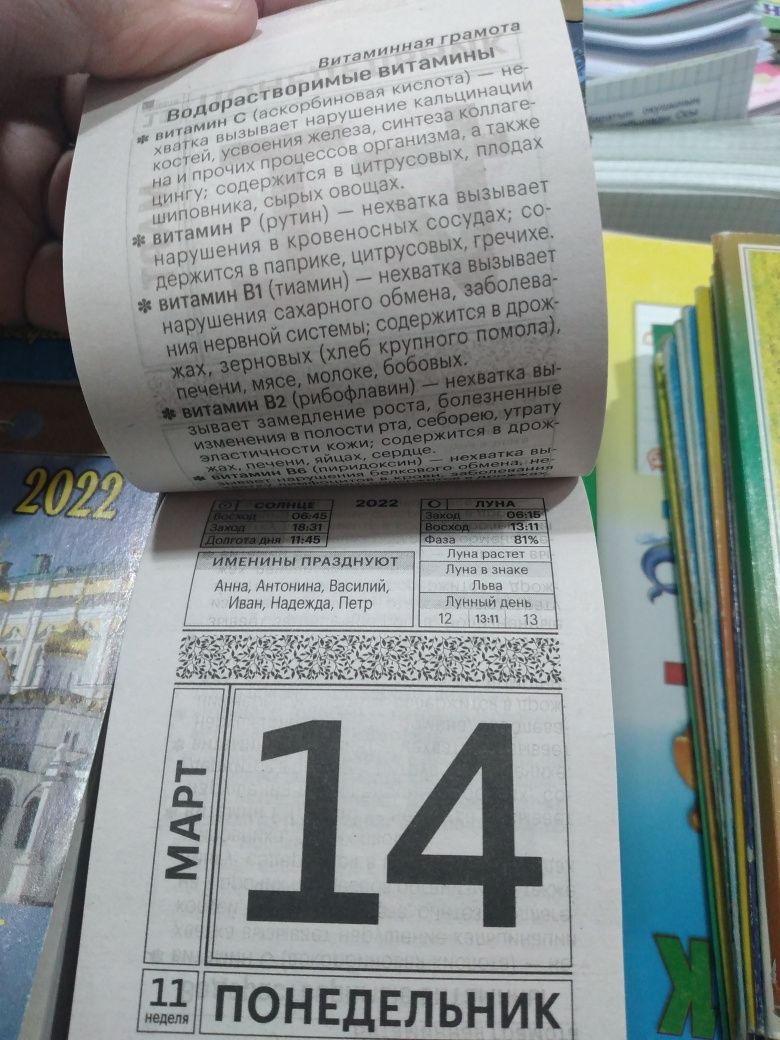 Витаминная грамота
Водорастворимые витамины
✻ витамин С (аскорбиновая кислота) — не-
хватка вызывает нарушение кальцинации
костей, усвоения железа, синтеза коллаге-
на и прочих процессов организма, а также
цингу; содержится в цитрусовых, плодах
шиповника, сырых овощах.
✻ витамин Р (рутин) — нехватка вызывает
нарушения в кровеносных сосудах; со-
держится в паприке, цитрусовых, гречихе.
✻ витамин В1 (тиамин) — нехватка вызывает
нарушения сахарного обмена, заболева-
ния нервной системы; содержится в дрож-
жах, зерновых (хлеб крупного помола),
печени, мясе, молоке, бобовых.
✻ витамин В2 (рибофлавин) — нехватка вы-
зывает замедление роста, болезненные
изменения в полости рта, себорею, утрату
эластичности кожи; содержится в дрож-
жах, печени, яйцах, сердце.
✻ витамин В6 (пиридоксин) — нехватка вы-
нарушения белкового обмена, не-
в крови, заболевания
2022
СОЛНЦЕ
Восход 06:45
Заход 18:31
Долгота дня 11:45
2022
ЛУНА
Заход 06:15
Восход 13:11
Фаза 81%
Луна растет
Луна в знаке
Льва
Лунный день
12 13:11 13
ИМЕНИНЫ ПРАЗДНУЮТ
Анна, Антонина, Василий,
Иван, Надежда, Петр
МАРТ
14
11
неделя
ПОНЕДЕЛЬНИК